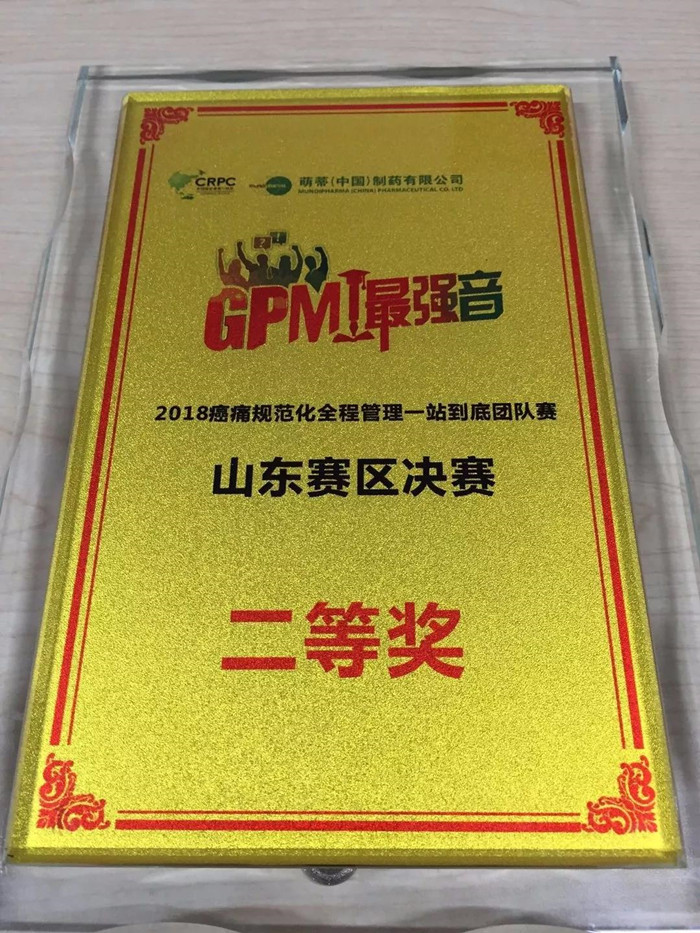 CRPC
萌蒂(中国)制药有限公司
MUNDIPHARMA (CHINA) PHARMACEUTICAL CO. LTD
? !
GPM最强音
2018癌痛规范化全程管理一站到底团队赛
山东赛区决赛
二等奖